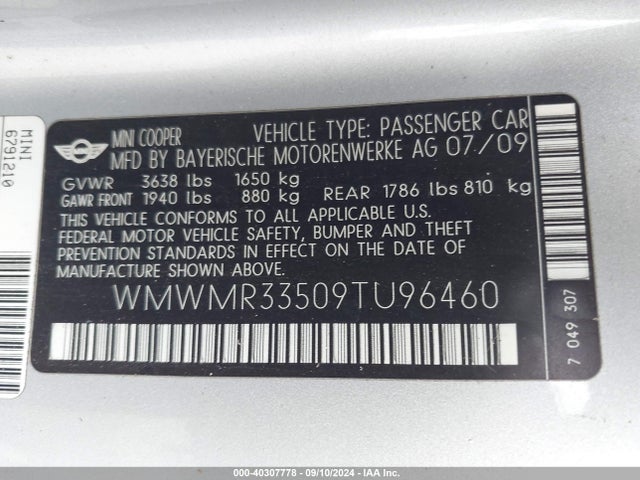 MINI COOPER VEHICLE TYPE: PASSENGER CAR
MFD BY BAYERISCHE MOTORENWERKE AG 07/09
GVWR 3638 lbs 1650 kg
GAWR FRONT 1940 lbs 880 kg REAR 1786 lbs 810 kg
THIS VEHICLE CONFORMS TO ALL APPLICABLE U.S.
FEDERAL MOTOR VEHICLE SAFETY, BUMPER AND THEFT
PREVENTION STANDARDS IN EFFECT ON THE DATE OF
MANUFACTURE SHOWN ABOVE.
WMWMR33509TU96460
7 049 307
MINI
6791210
000-40307778 - 09/10/2024 - IAA Inc.